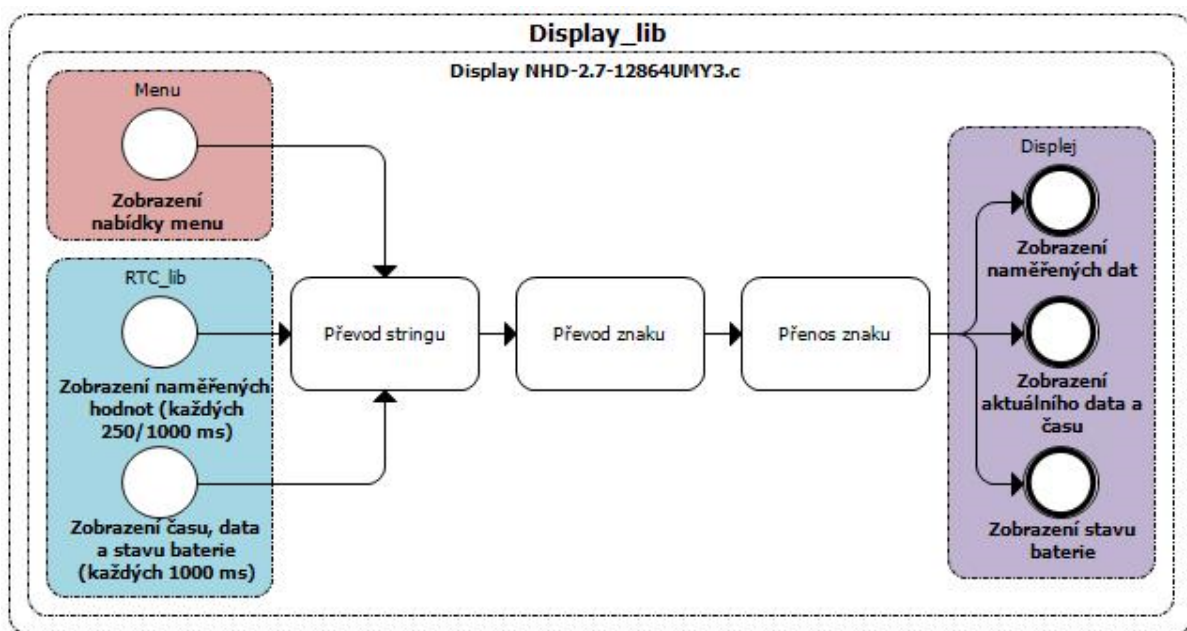 Display_lib
Display NHD-2.7-12864UMY3.c
Menu
Zobrazení
nabídky menu
RTC_lib
Zobrazení naměřených
hodnot (každých
250/1000 ms)
Zobrazení času, data
a stavu baterie
(každých 1000 ms)
Převod stringu
Převod znaku
Přenos znaku
Displej
Zobrazení
naměřených dat
Zobrazení
aktuálního data a
času
Zobrazení stavu
baterie